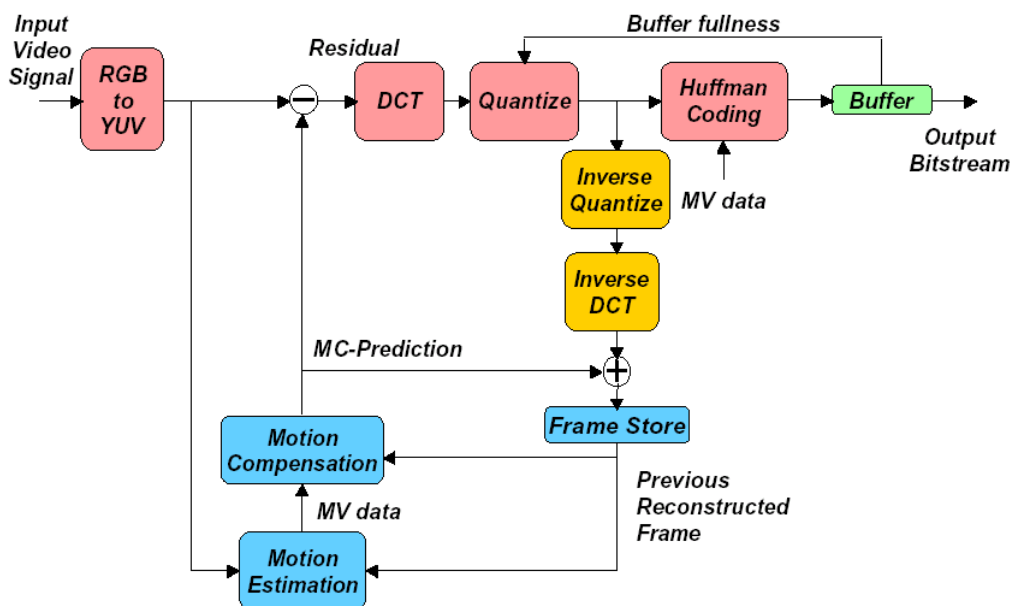 Input
Video
Signal
RGB
to
YUV
Residual
DCT
Quantize
Buffer fullness
Huffman
Coding
Buffer
Output
Bitstream
Inverse
Quantize
MV data
Inverse
DCT
MC-Prediction
Frame Store
Motion
Compensation
Previous
Reconstructed
Frame
MV data
Motion
Estimation